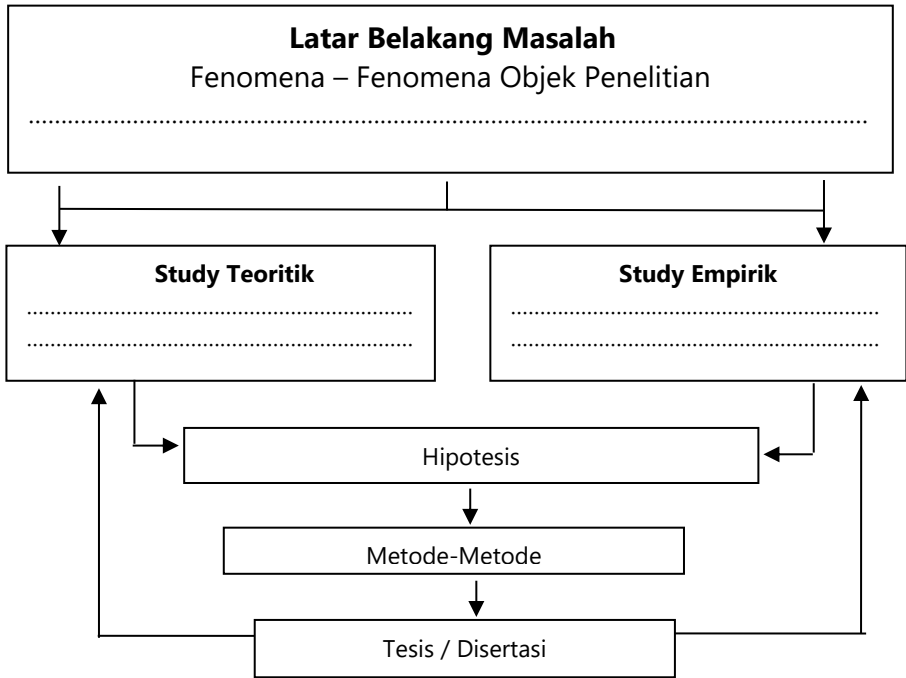 Latar Belakang Masalah
Fenomena – Fenomena Objek Penelitian
....................................................................................................................
Study Teoritik
......................................................................
......................................................................
Study Empirik
...................................................................
...................................................................
Hipotesis
Metode-Metode
Tesis / Disertasi